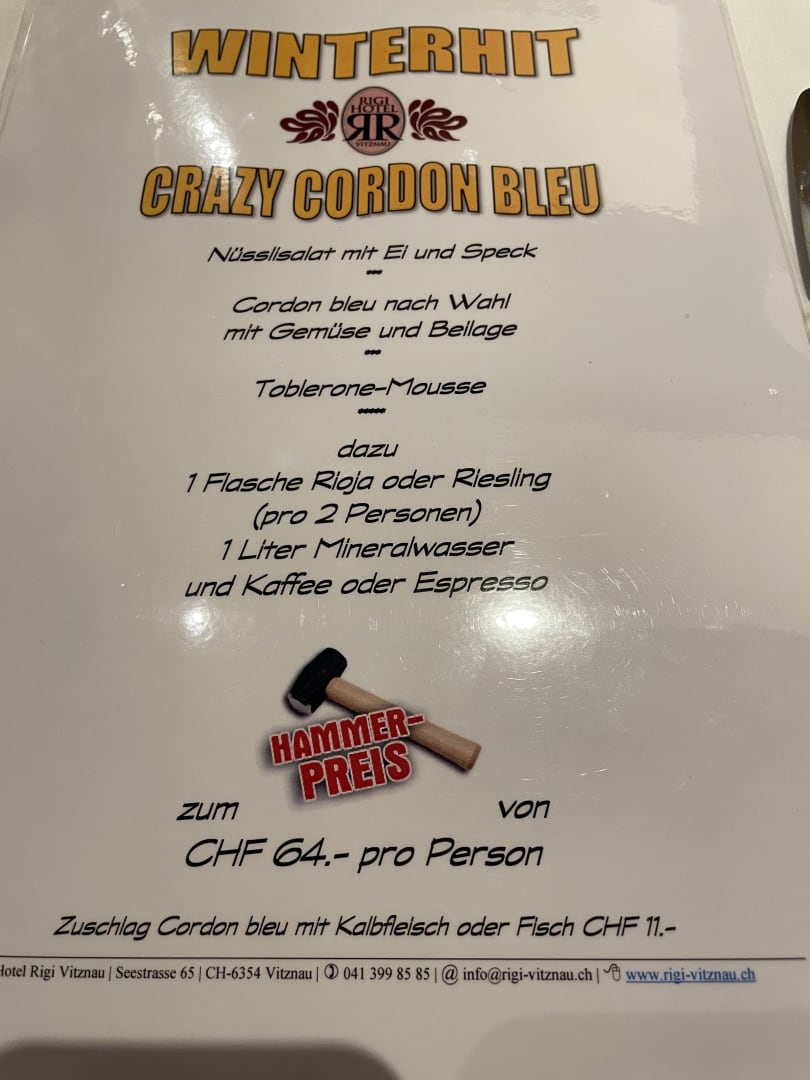 WINTERHIT
RIGI
HOTEL
RR
VITZNAU
CRAZY CORDON BLEU
Nüsslisalat mit Ei und Speck
***
Cordon bleu nach Wahl
mit Gemüse und Beilage
***
Toblerone-Mousse
*****
dazu
1 Flasche Rioja oder Riesling
(pro 2 Personen)
1 Liter Mineralwasser
und Kaffee oder Espresso
HAMMER-
PREIS
zum von
CHF 64.- pro Person
Zuschlag Cordon bleu mit Kalbfleisch oder Fisch CHF 11.-
Hotel Rigi Vitznau | Seestrasse 65 | CH-6354 Vitznau | ✆ 041 399 85 85 | @ info@rigi-vitznau.ch | www.rigi-vitznau.ch